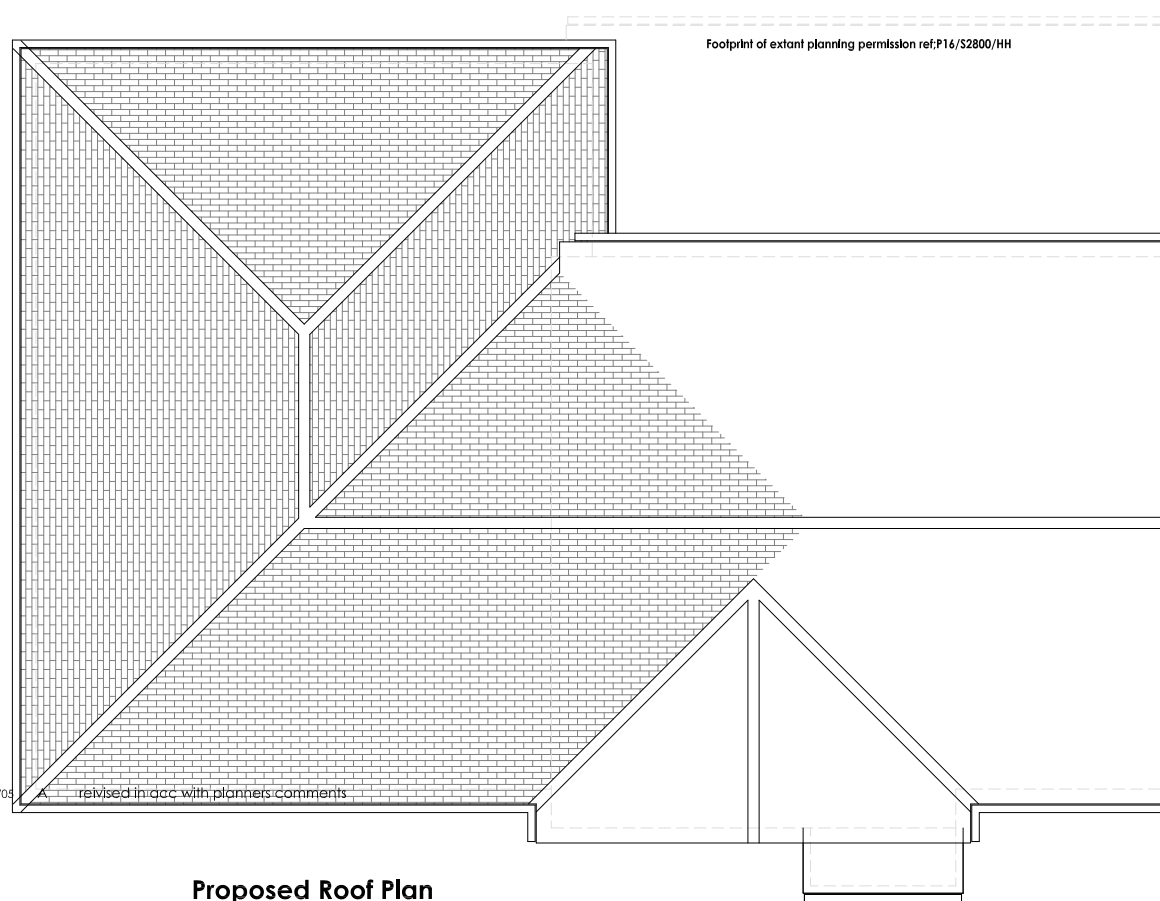 Footprint of extant planning permission ref;P16/S2800/HH
A reivised in acc with planners comments
Proposed Roof Plan